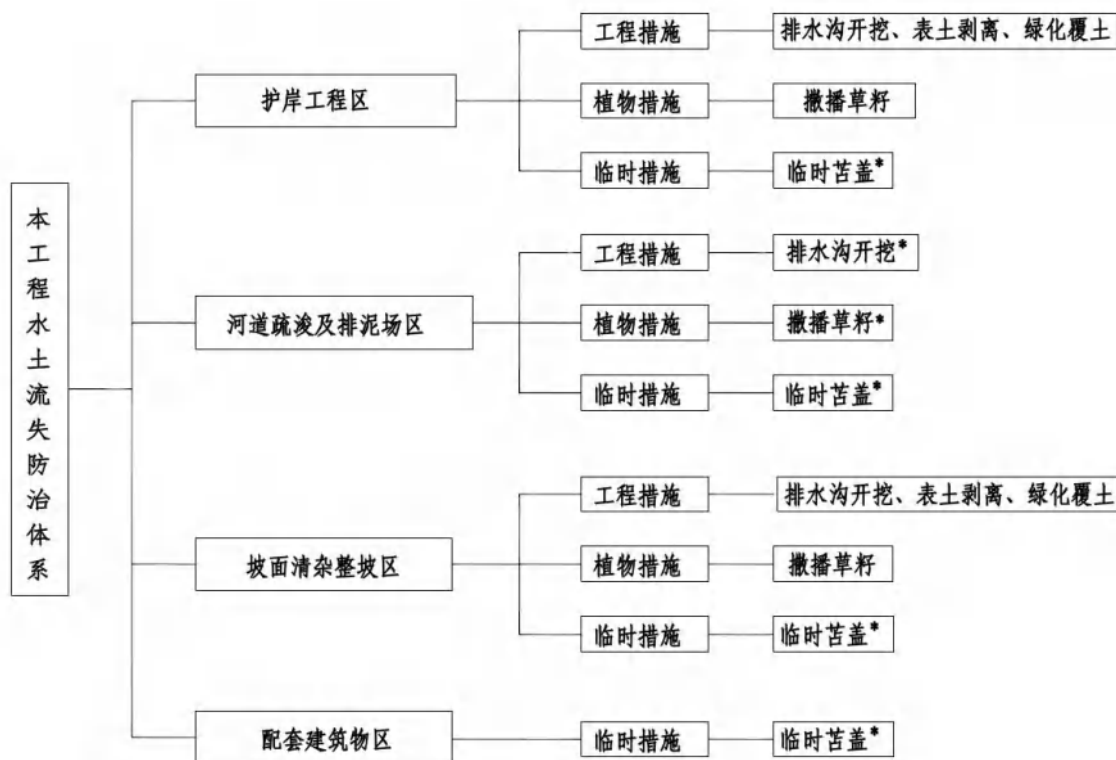 本工程水土流失防治体系
护岸工程区
工程措施
排水沟开挖、表土剥离、绿化覆土
植物措施
撒播草籽
临时措施
临时苫盖*
河道疏浚及排泥场区
工程措施
排水沟开挖*
植物措施
撒播草籽*
临时措施
临时苫盖*
坡面清杂整坡区
工程措施
排水沟开挖、表土剥离、绿化覆土
植物措施
撒播草籽
临时措施
临时苫盖*
配套建筑物区
临时措施
临时苫盖*